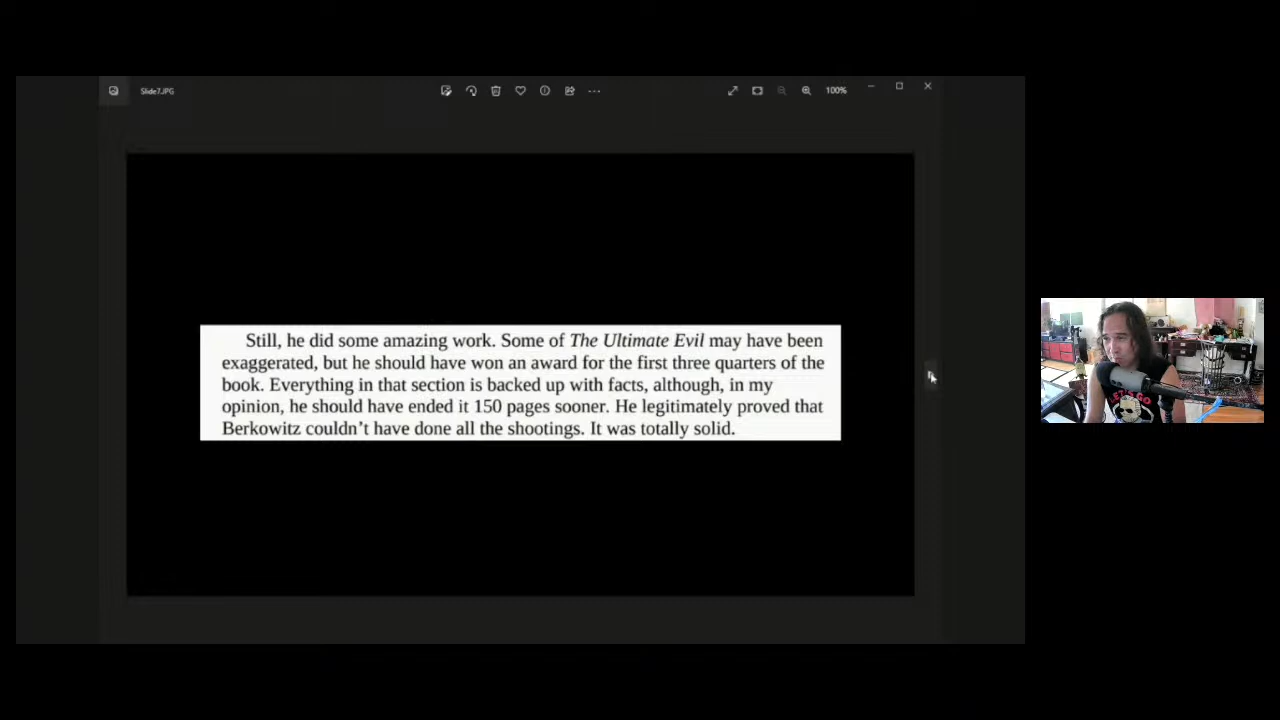 Slide7.JPG
100%
Still, he did some amazing work. Some of The Ultimate Evil may have been
exaggerated, but he should have won an award for the first three quarters of the
book. Everything in that section is backed up with facts, although, in my
opinion, he should have ended it 150 pages sooner. He legitimately proved that
Berkowitz couldn’t have done all the shootings. It was totally solid.
LET'S GO